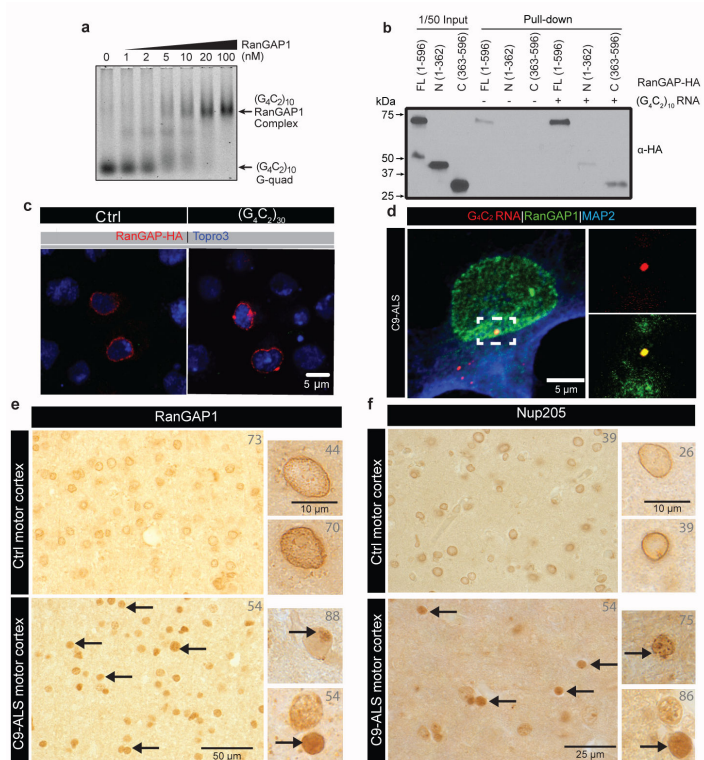 a
RanGAP1
0 1 2 5 10 20 100 (nM)
(G4C2)10
RanGAP1
Complex
(G4C2)10
G-quad
b
1/50 Input
Pull-down
FL (1-596)
N (1-362)
C (363-596)
FL (1-596)
N (1-362)
C (363-596)
FL (1-596)
N (1-362)
C (363-596)
RanGAP-HA
kDa - - - + + + (G4C2)10 RNA
75
50
37
25
α-HA
c
Ctrl
(G4C2)30
RanGAP-HA | Topro3
5 µm
d
G4C2 RNA|RanGAP1|MAP2
C9-ALS
5 µm
e
RanGAP1
Ctrl motor cortex
73
44
10 µm
70
C9-ALS motor cortex
54
50 µm
88
54
f
Nup205
Ctrl motor cortex
39
26
10 µm
39
C9-ALS motor cortex
54
25 µm
75
86